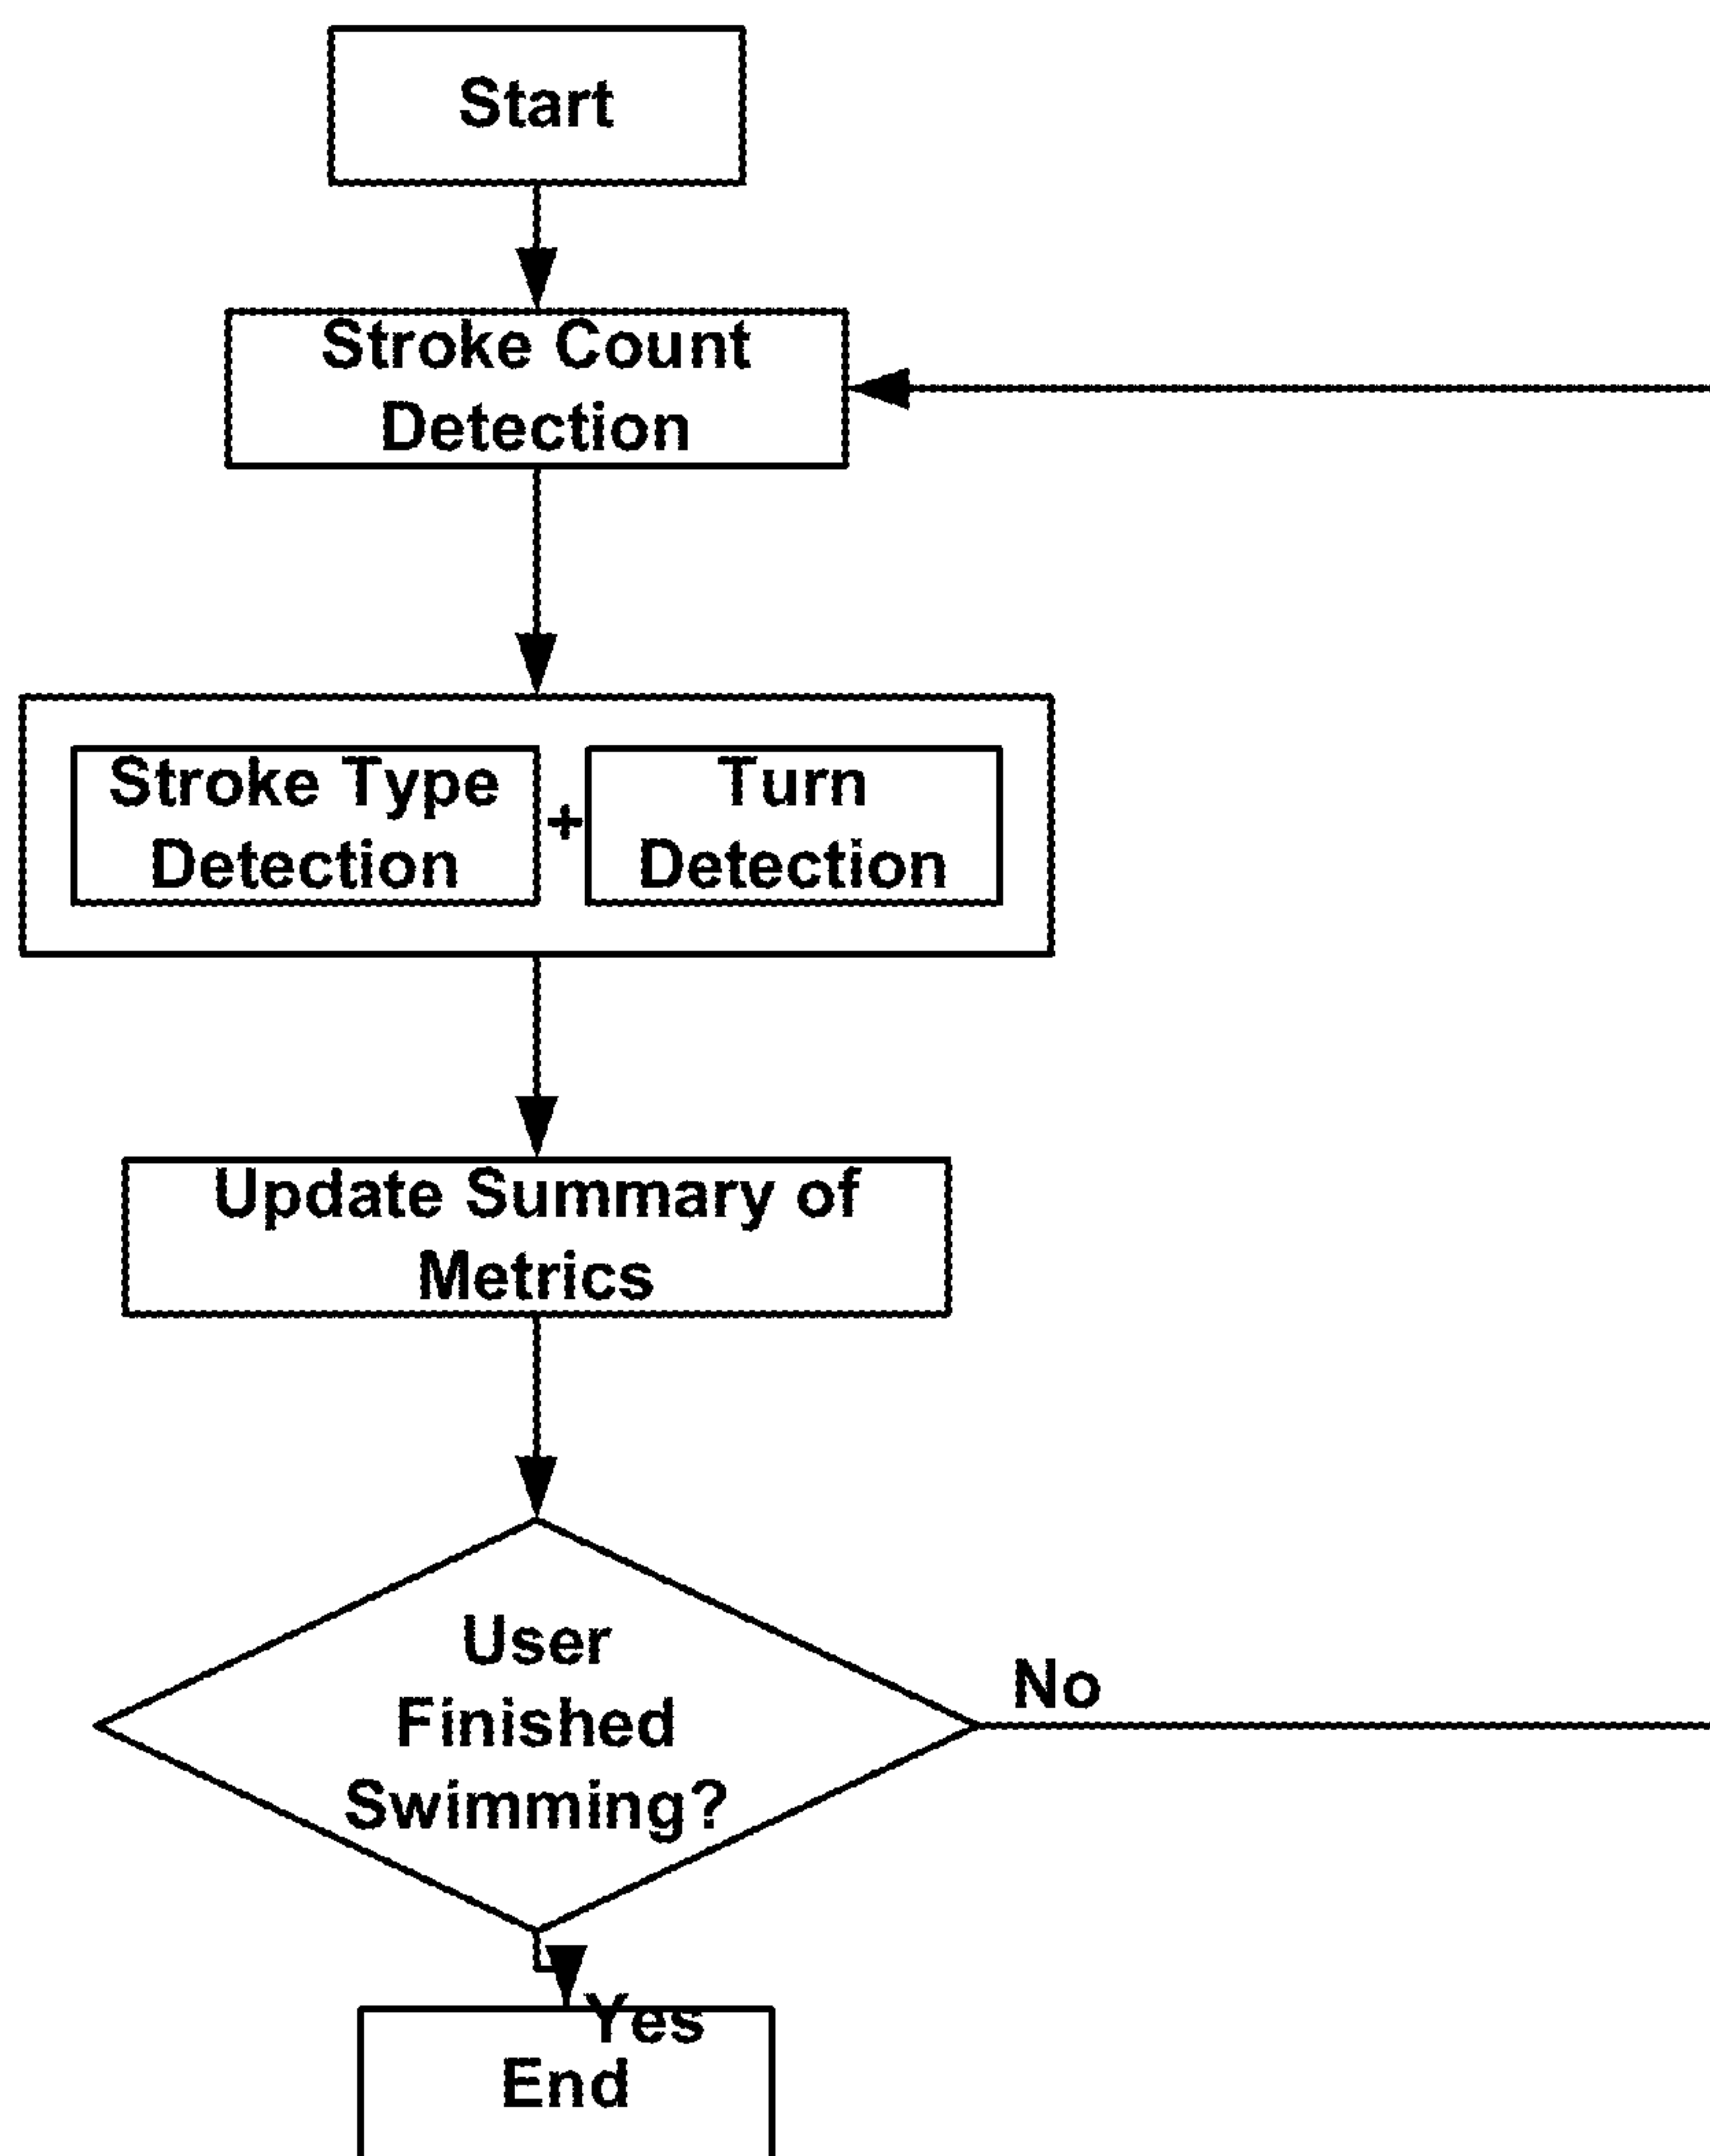 Start
Stroke Count
Detection
Stroke Type
Detection
+
Turn
Detection
Update Summary of
Metrics
User
Finished
Swimming?
No
Yes
End